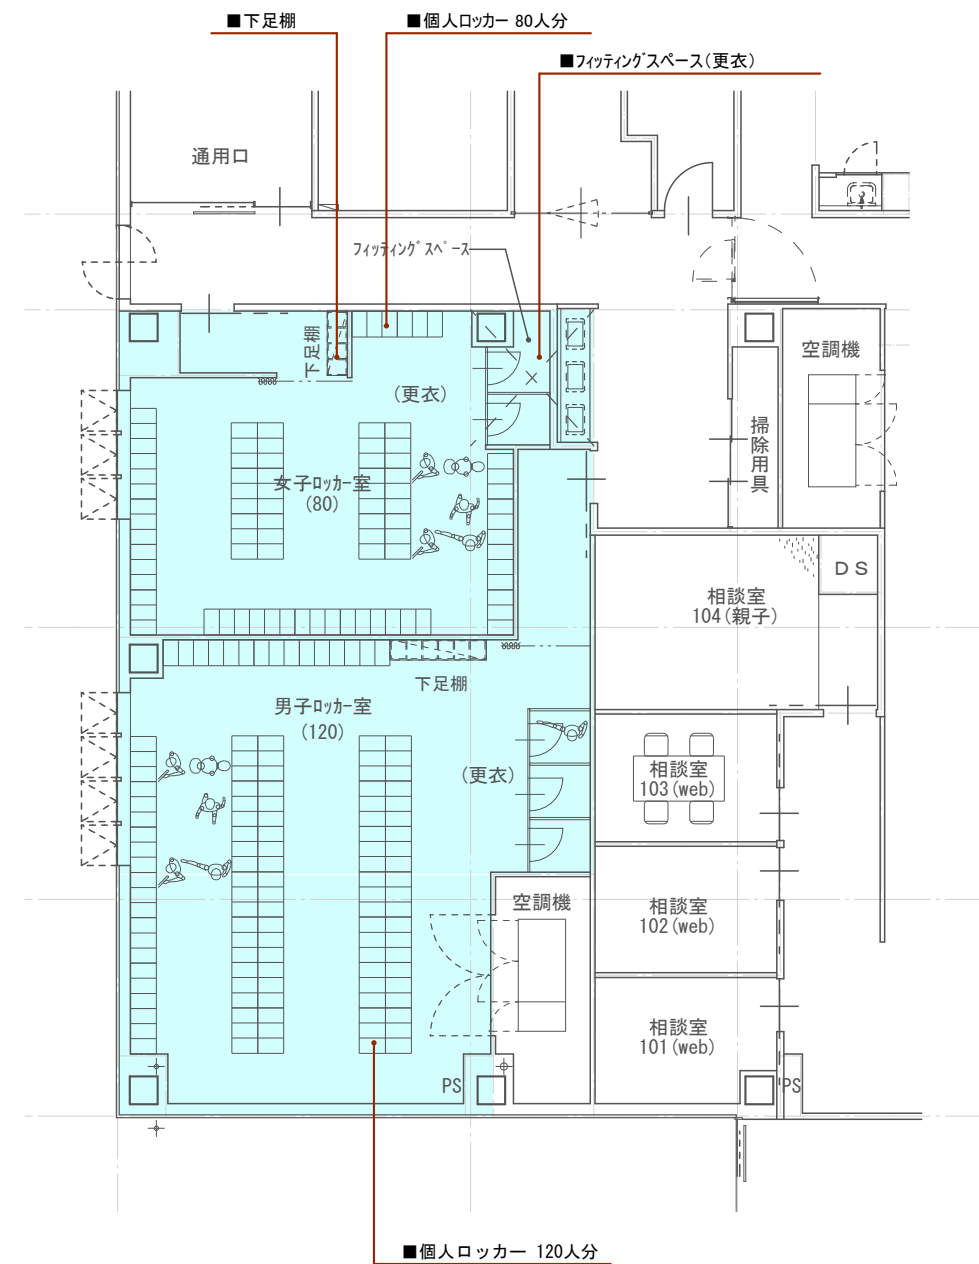 ■下足棚
■個人ロッカー 80人分
■フィッティングスペース(更衣)
通用口
フィッティングスペース
下足棚
空調機
(更衣)
掃除用具
女子ロッカー室
(80)
DS
相談室
104(親子)
下足棚
男子ロッカー室
(120)
相談室
103(web)
(更衣)
空調機
相談室
102(web)
相談室
101(web)
PS
PS
■個人ロッカー 120人分